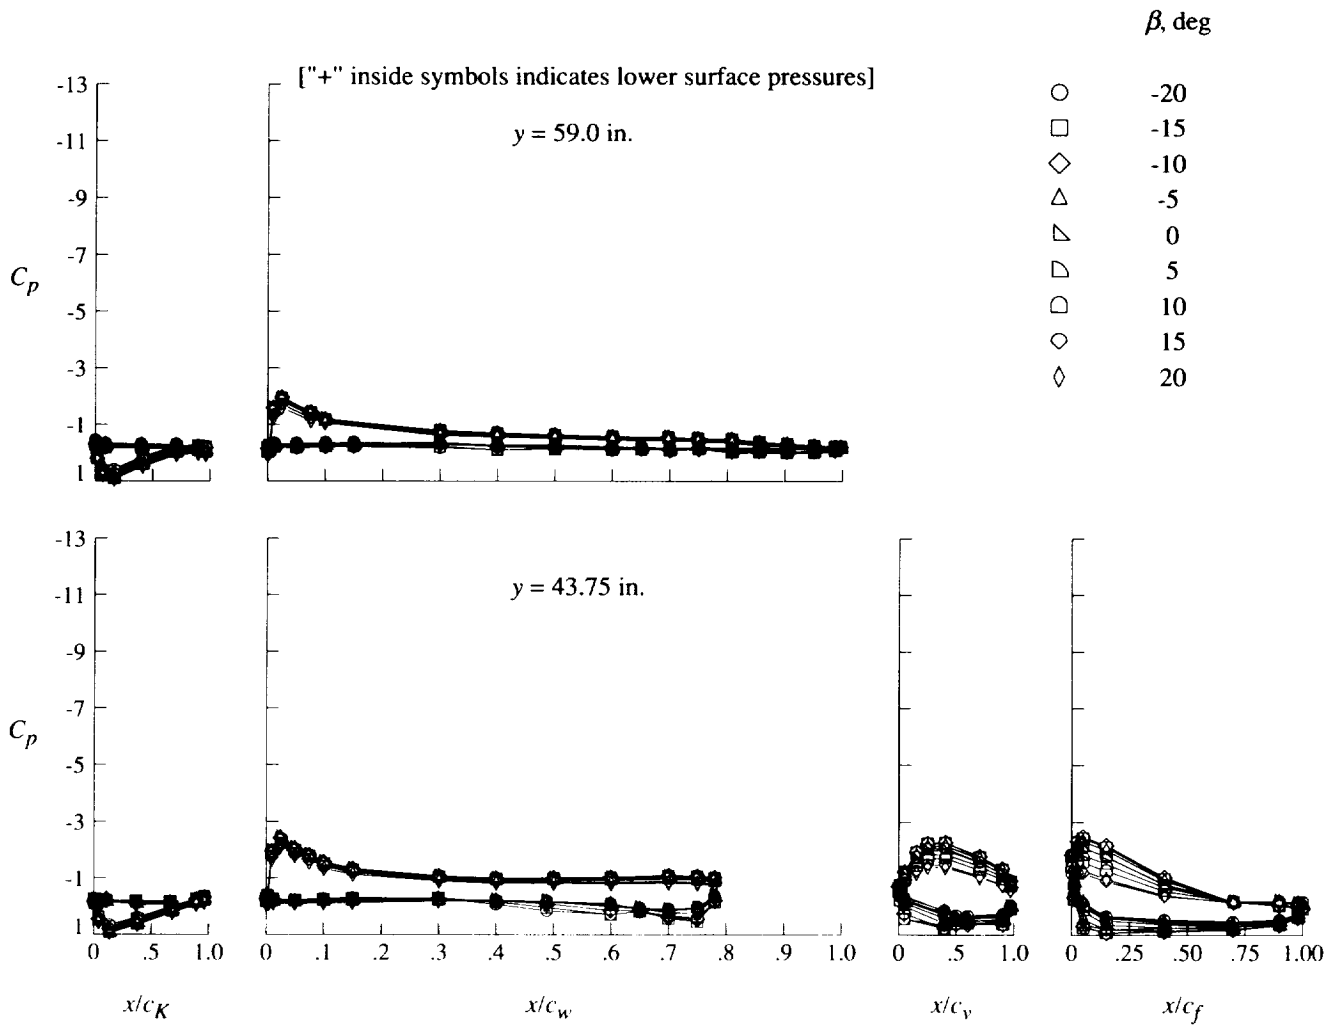 β, deg
["+" inside symbols indicates lower surface pressures]
y = 59.0 in.
-20
-15
-10
-5
0
5
10
15
20
-13
-11
-9
-7
-5
-3
-1
1
C_p
y = 43.75 in.
-13
-11
-9
-7
-5
-3
-1
1
C_p
0 .5 1.0
0 .1 .2 .3 .4 .5 .6 .7 .8 .9 1.0
0 .5 1.0
0 .25 .50 .75 1.00
x/c_K
x/c_w
x/c_v
x/c_f